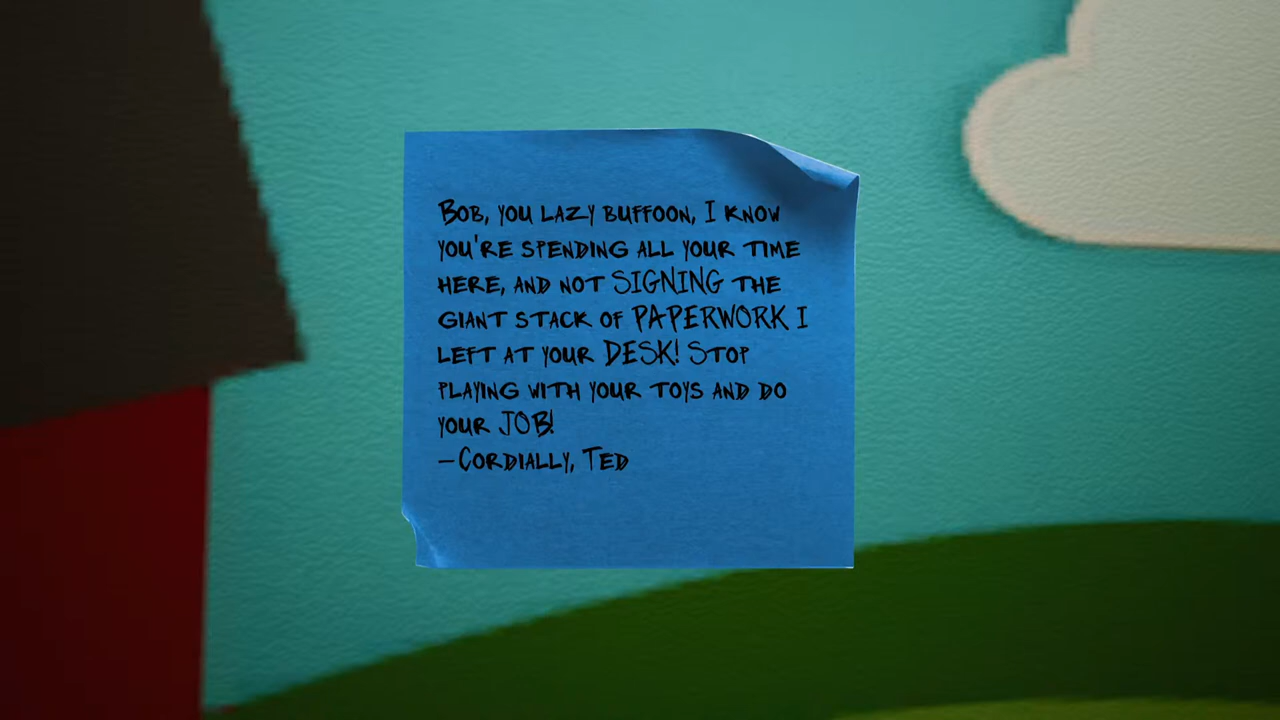 Bob, you lazy buffoon, I know
you're spending all your time
here, and not SIGNING the
giant stack of PAPERWORK I
left at your DESK! Stop
playing with your toys and do
your JOB!
–Cordially, Ted